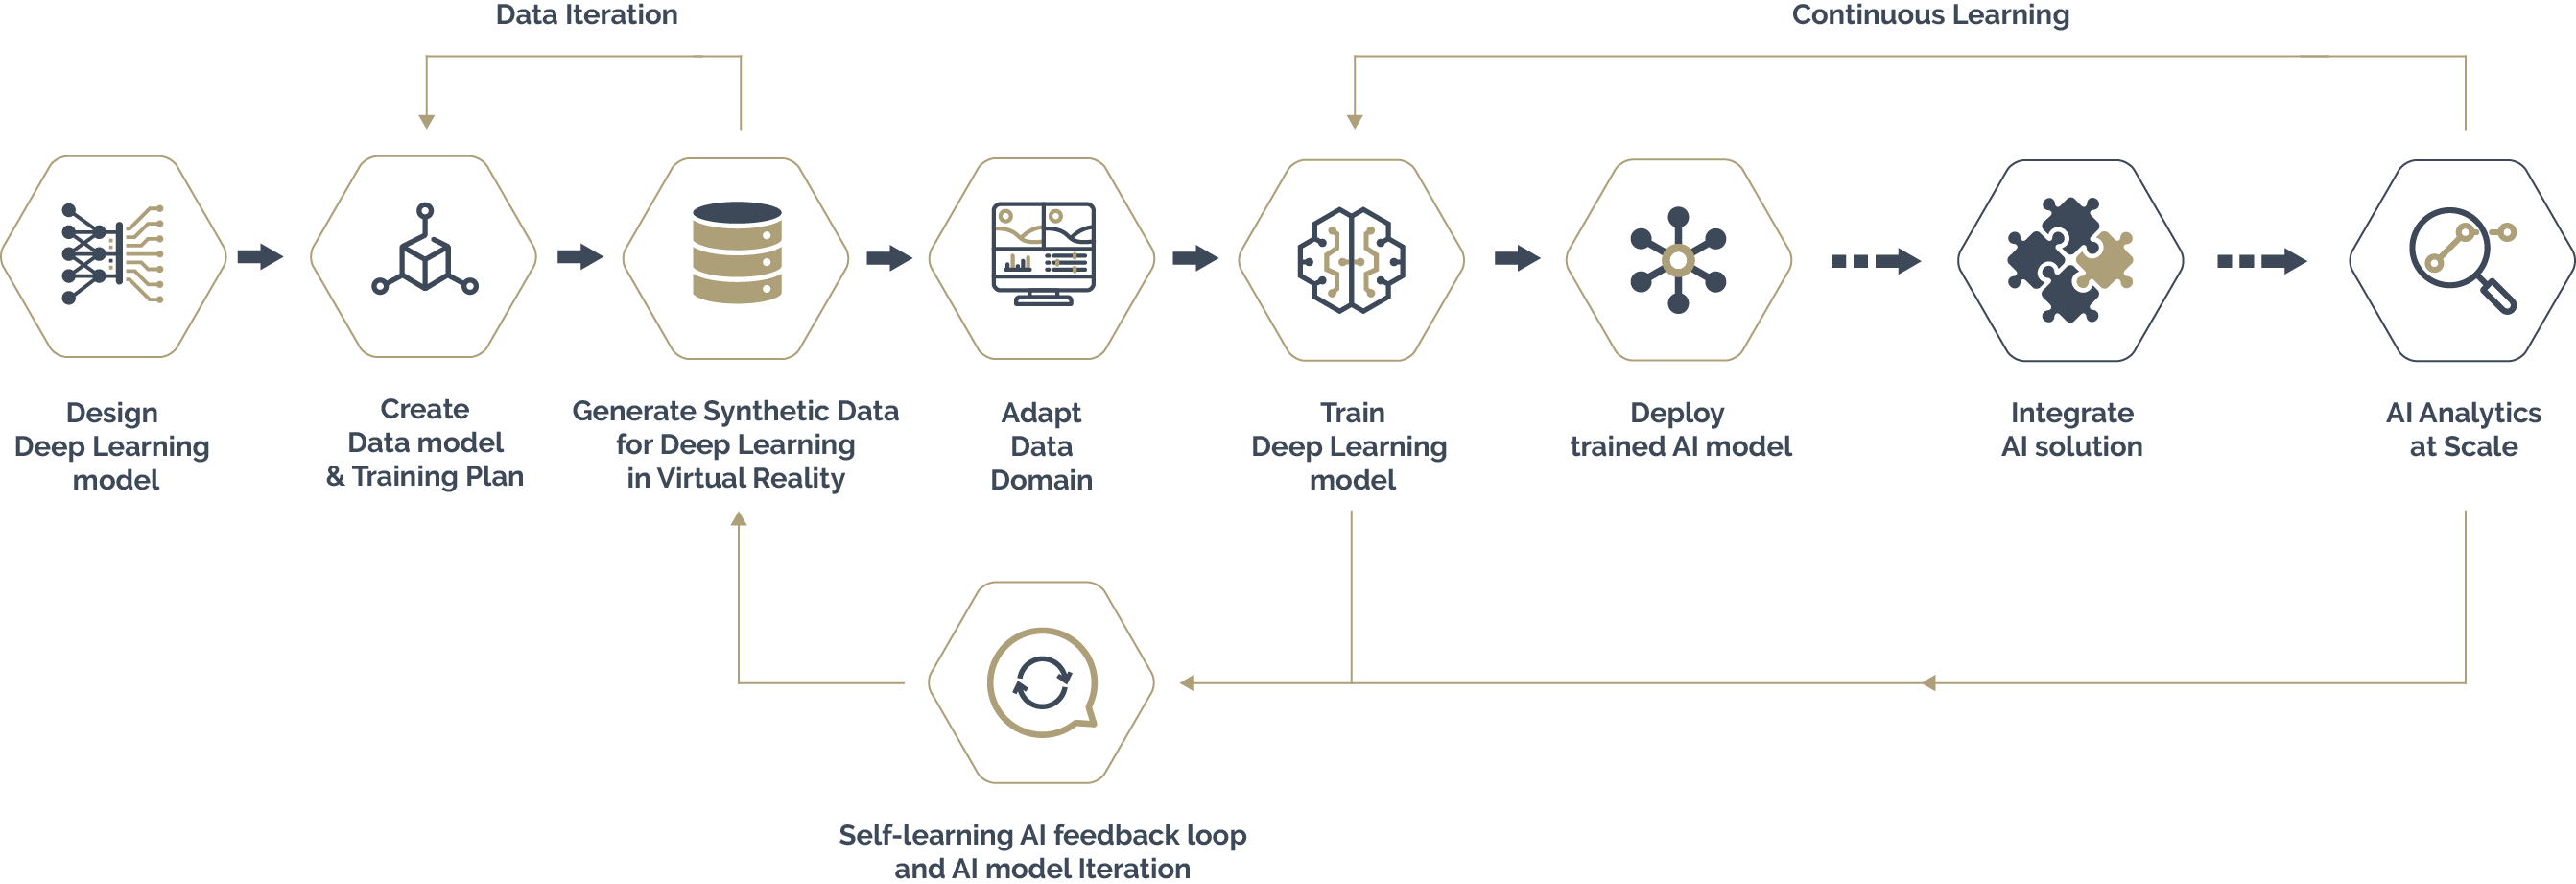 Data Iteration
Continuous Learning
Design
Deep Learning
model
Create
Data model
& Training Plan
Generate Synthetic Data
for Deep Learning
in Virtual Reality
Adapt
Data
Domain
Train
Deep Learning
model
Deploy
trained AI model
Integrate
AI solution
AI Analytics
at Scale
Self-learning AI feedback loop
and AI model Iteration